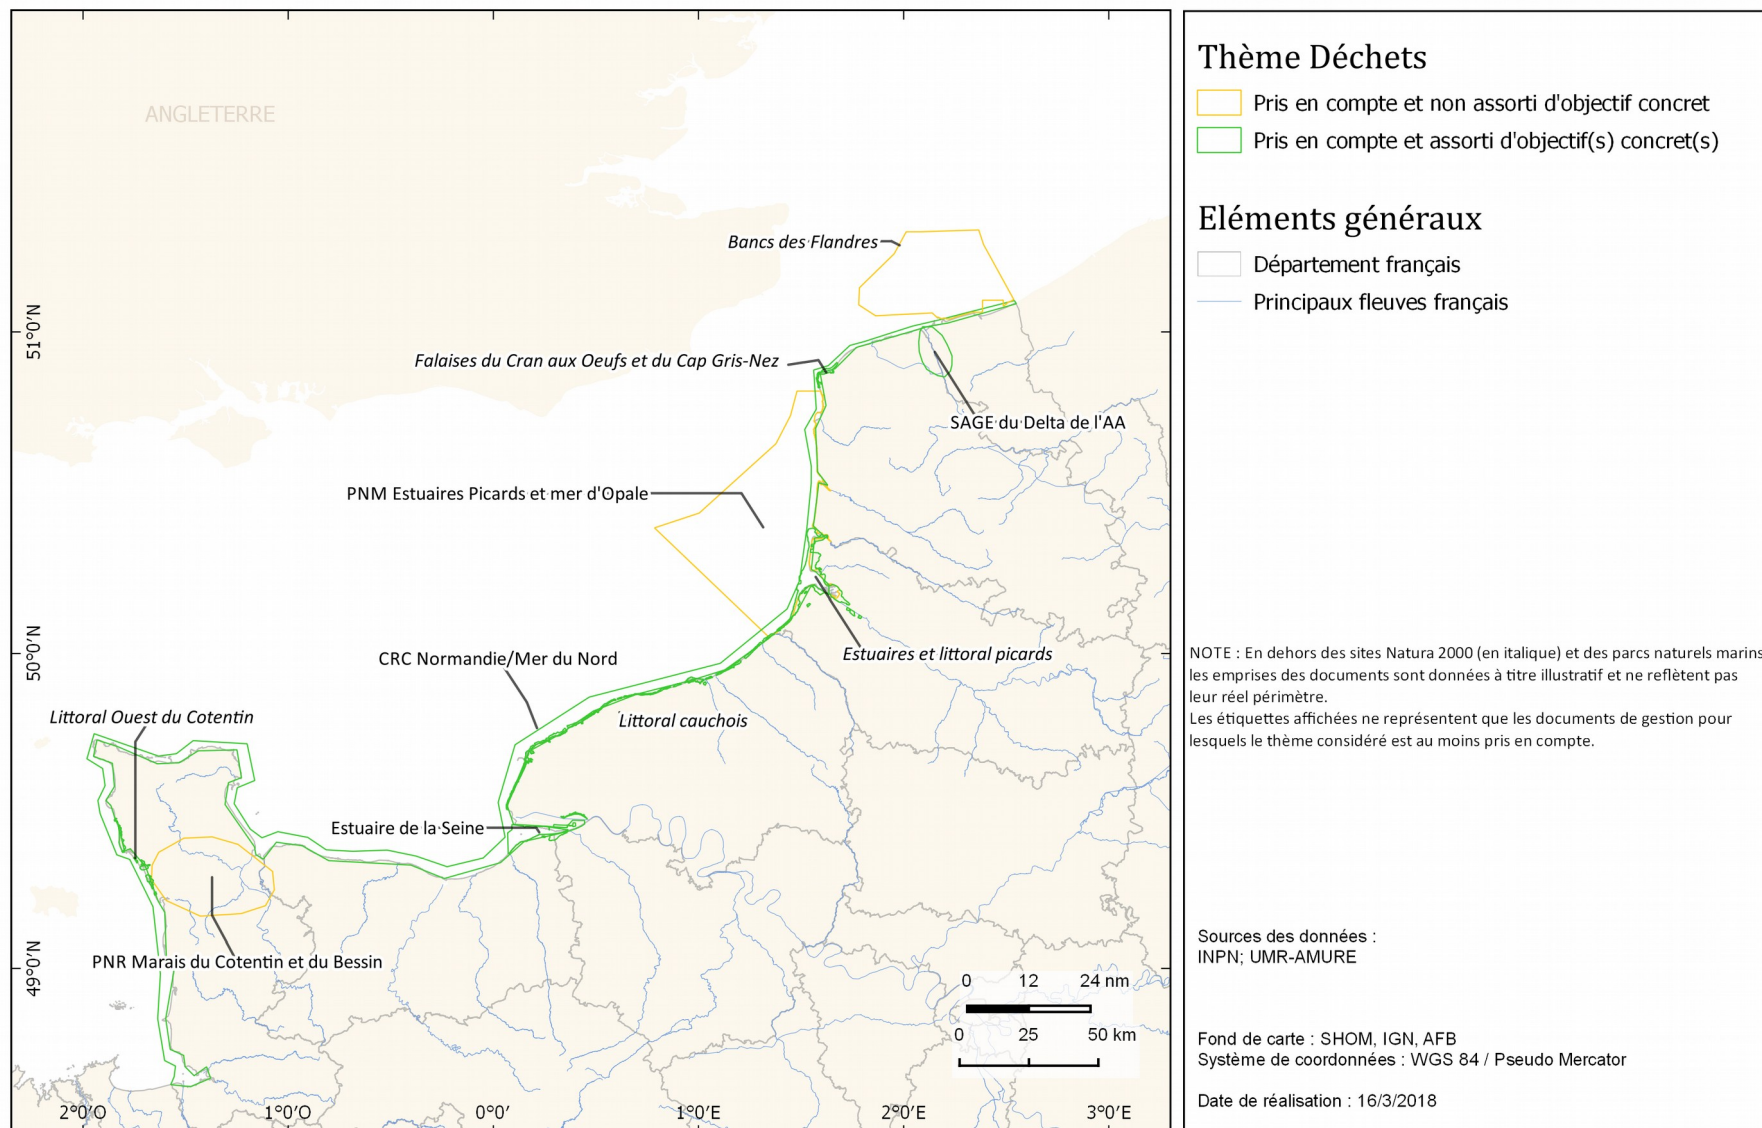 ANGLETERRE
Bancs des Flandres
51°0'N
Falaises du Cran aux Oeufs et du Cap Gris-Nez
SAGE du Delta de l'AA
PNM Estuaires Picards et mer d'Opale
50°0'N
CRC Normandie/Mer du Nord
Estuaires et littoral picards
Littoral Ouest du Cotentin
Littoral cauchois
Estuaire de la Seine
49°0'N
PNR Marais du Cotentin et du Bessin
0 12 24 nm
0 25 50 km
2°0'O 1°0'O 0°0' 1°0'E 2°0'E 3°0'E
Thème Déchets
Pris en compte et non assorti d'objectif concret
Pris en compte et assorti d'objectif(s) concret(s)
Eléments généraux
Département français
Principaux fleuves français
NOTE : En dehors des sites Natura 2000 (en italique) et des parcs naturels marins
les emprises des documents sont données à titre illustratif et ne reflètent pas
leur réel périmètre.
Les étiquettes affichées ne représentent que les documents de gestion pour
lesquels le thème considéré est au moins pris en compte.
Sources des données :
INPN; UMR-AMURE
Fond de carte : SHOM, IGN, AFB
Système de coordonnées : WGS 84 / Pseudo Mercator
Date de réalisation : 16/3/2018